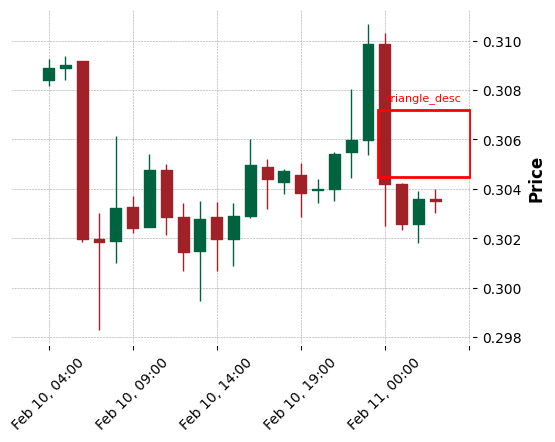 0.310
0.308
triangle_desc
0.306
0.304
0.302
0.300
0.298
Price
Feb 10, 04:00
Feb 10, 09:00
Feb 10, 14:00
Feb 10, 19:00
Feb 11, 00:00